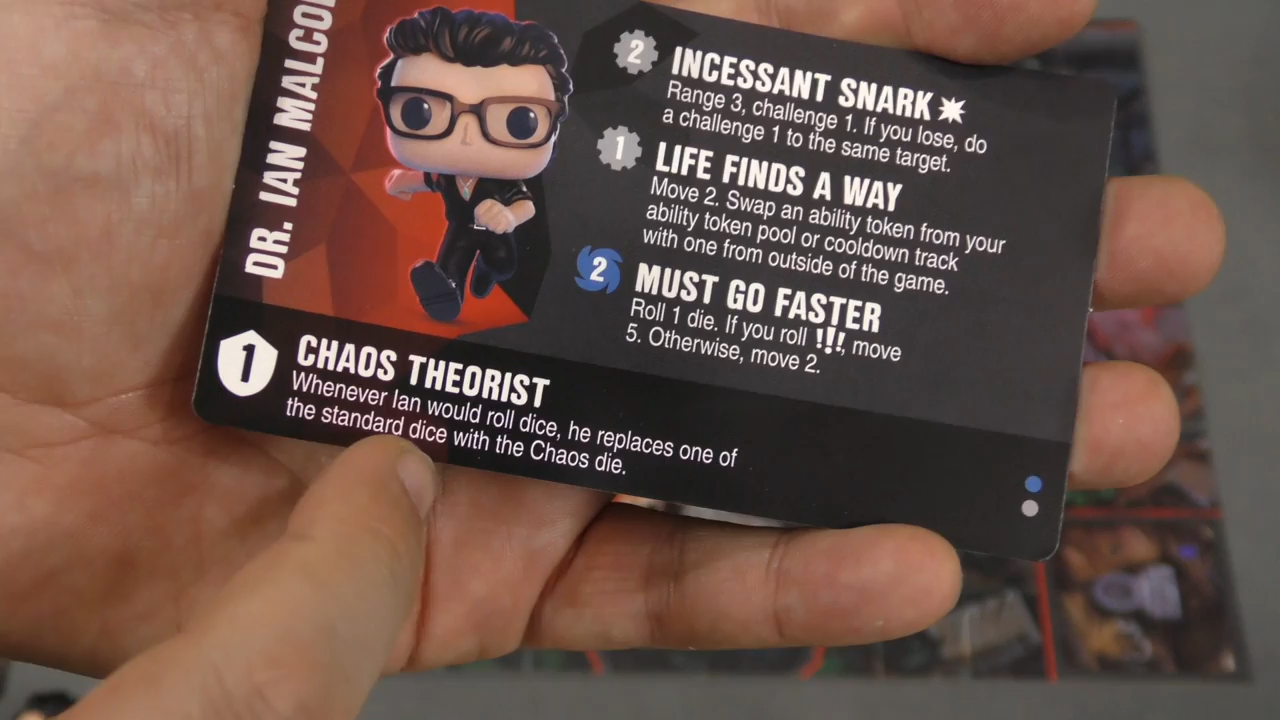 DR. IAN MALCOL
2
INCESSANT SNARK
Range 3, challenge 1. If you lose, do
a challenge 1 to the same target.
1
LIFE FINDS A WAY
Move 2. Swap an ability token from your
ability token pool or cooldown track
with one from outside of the game.
2
MUST GO FASTER
Roll 1 die. If you roll !!!, move
5. Otherwise, move 2.
1
CHAOS THEORIST
Whenever Ian would roll dice, he replaces one of
the standard dice with the Chaos die.